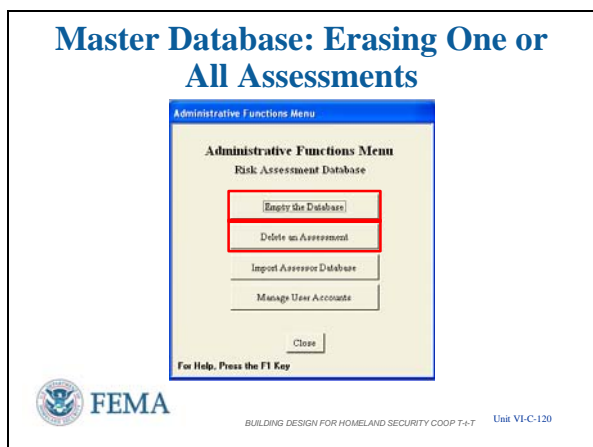 Master Database: Erasing One or
All Assessments
Administrative Functions Menu
Administrative Functions Menu
Risk Assessment Database
Empty the Database
Delete an Assessment
Import Assessor Database
Manage User Accounts
Close
For Help, Press the F1 Key
FEMA
BUILDING DESIGN FOR HOMELAND SECURITY COOP T-t-T
Unit VI-C-120